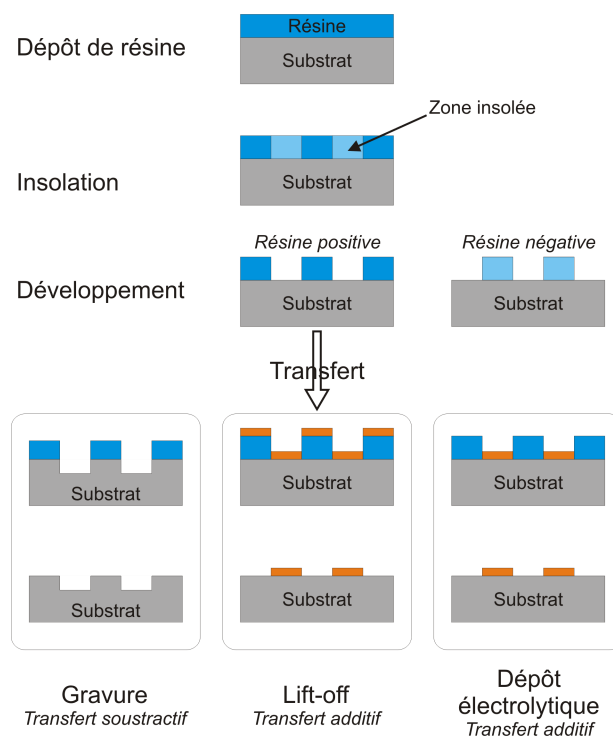 Dépôt de résine
Résine
Substrat
Zone insolée
Insolation
Substrat
Résine positive
Résine négative
Développement
Substrat
Substrat
Transfert
Substrat
Substrat
Substrat
Substrat
Substrat
Substrat
Gravure
Transfert soustractif
Lift-off
Transfert additif
Dépôt
électrolytique
Transfert additif